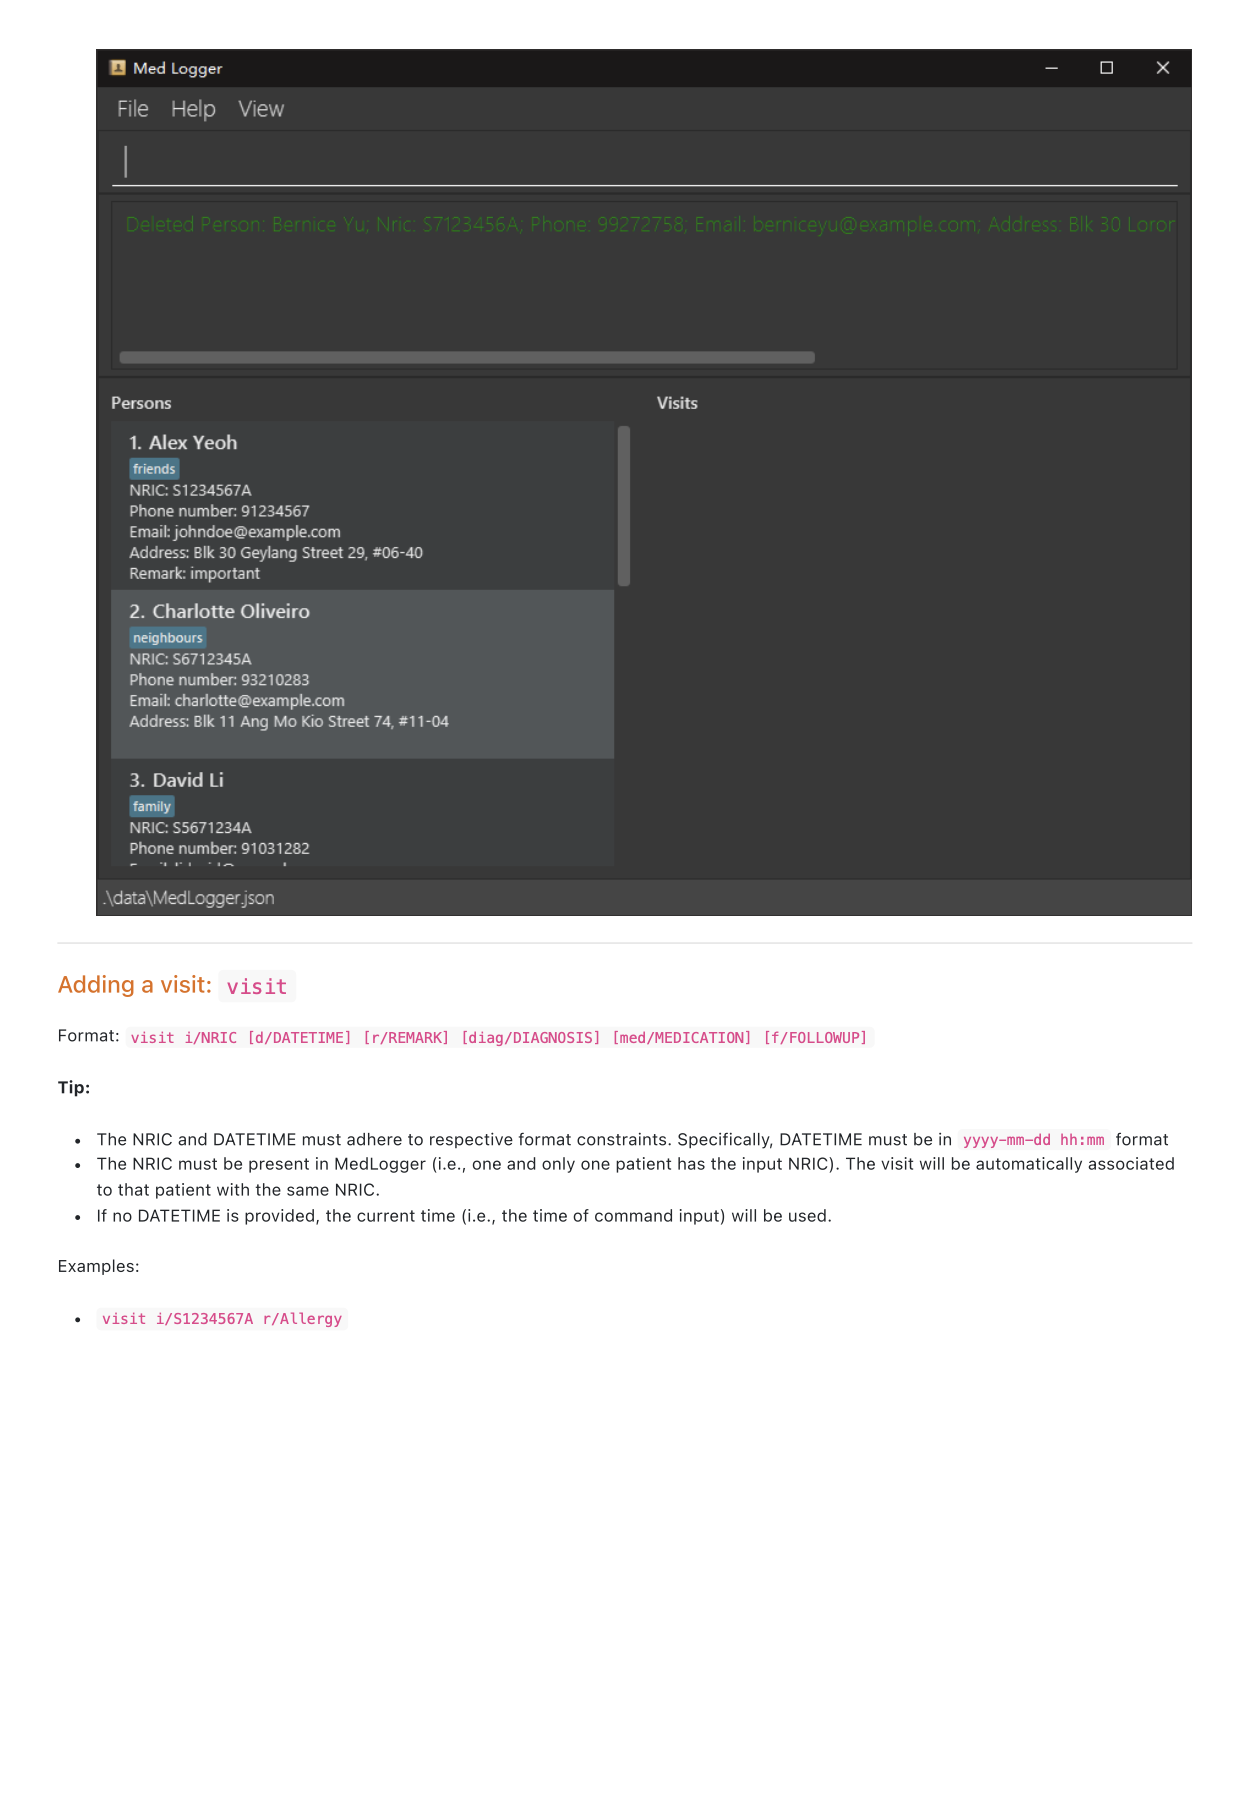 Med Logger
File Help View
Deleted Person: Bernice Yu; Nric: S7123456A; Phone: 99272758; Email: berniceyu@example.com; Address: Blk 30 Loror
Persons
Visits
1. Alex Yeoh
friends
NRIC: S1234567A
Phone number: 91234567
Email: johndoe@example.com
Address: Blk 30 Geylang Street 29, #06-40
Remark: important
2. Charlotte Oliveiro
neighbours
NRIC: S6712345A
Phone number: 93210283
Email: charlotte@example.com
Address: Blk 11 Ang Mo Kio Street 74, #11-04
3. David Li
family
NRIC: S5671234A
Phone number: 91031282
.\data\MedLogger.json
Adding a visit: visit
Format: visit i/NRIC [d/DATETIME] [r/REMARK] [diag/DIAGNOSIS] [med/MEDICATION] [f/FOLLOWUP]
Tip:
• The NRIC and DATETIME must adhere to respective format constraints. Specifically, DATETIME must be in yyyy-mm-dd hh:mm format
• The NRIC must be present in MedLogger (i.e., one and only one patient has the input NRIC). The visit will be automatically associated
to that patient with the same NRIC.
• If no DATETIME is provided, the current time (i.e., the time of command input) will be used.
Examples:
• visit i/S1234567A r/Allergy